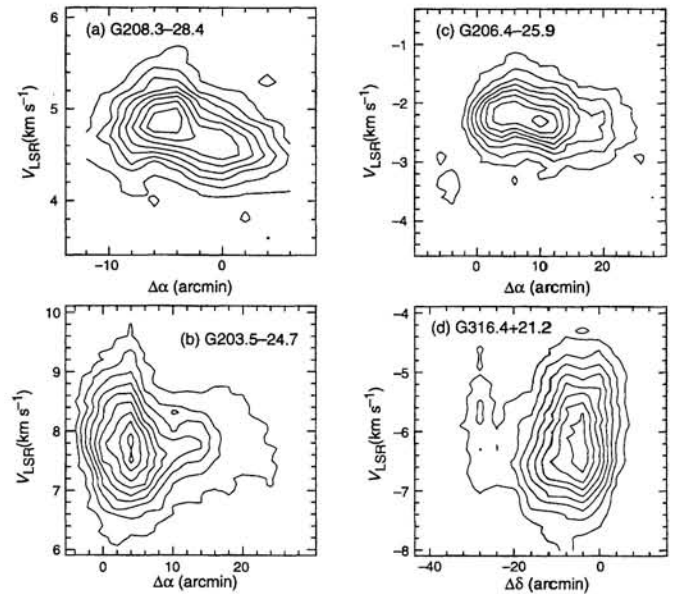 (a) G208.3–28.4
6
5
4
V_LSR(km s⁻¹)
−10
0
Δα (arcmin)
(c) G206.4–25.9
−1
−2
−3
−4
V_LSR(km s⁻¹)
0
10
20
Δα (arcmin)
(b) G203.5–24.7
10
9
8
7
6
V_LSR(km s⁻¹)
0
10
20
Δα (arcmin)
(d) G316.4+21.2
−4
−5
−6
−7
−8
V_LSR(km s⁻¹)
−40
−20
0
Δδ (arcmin)